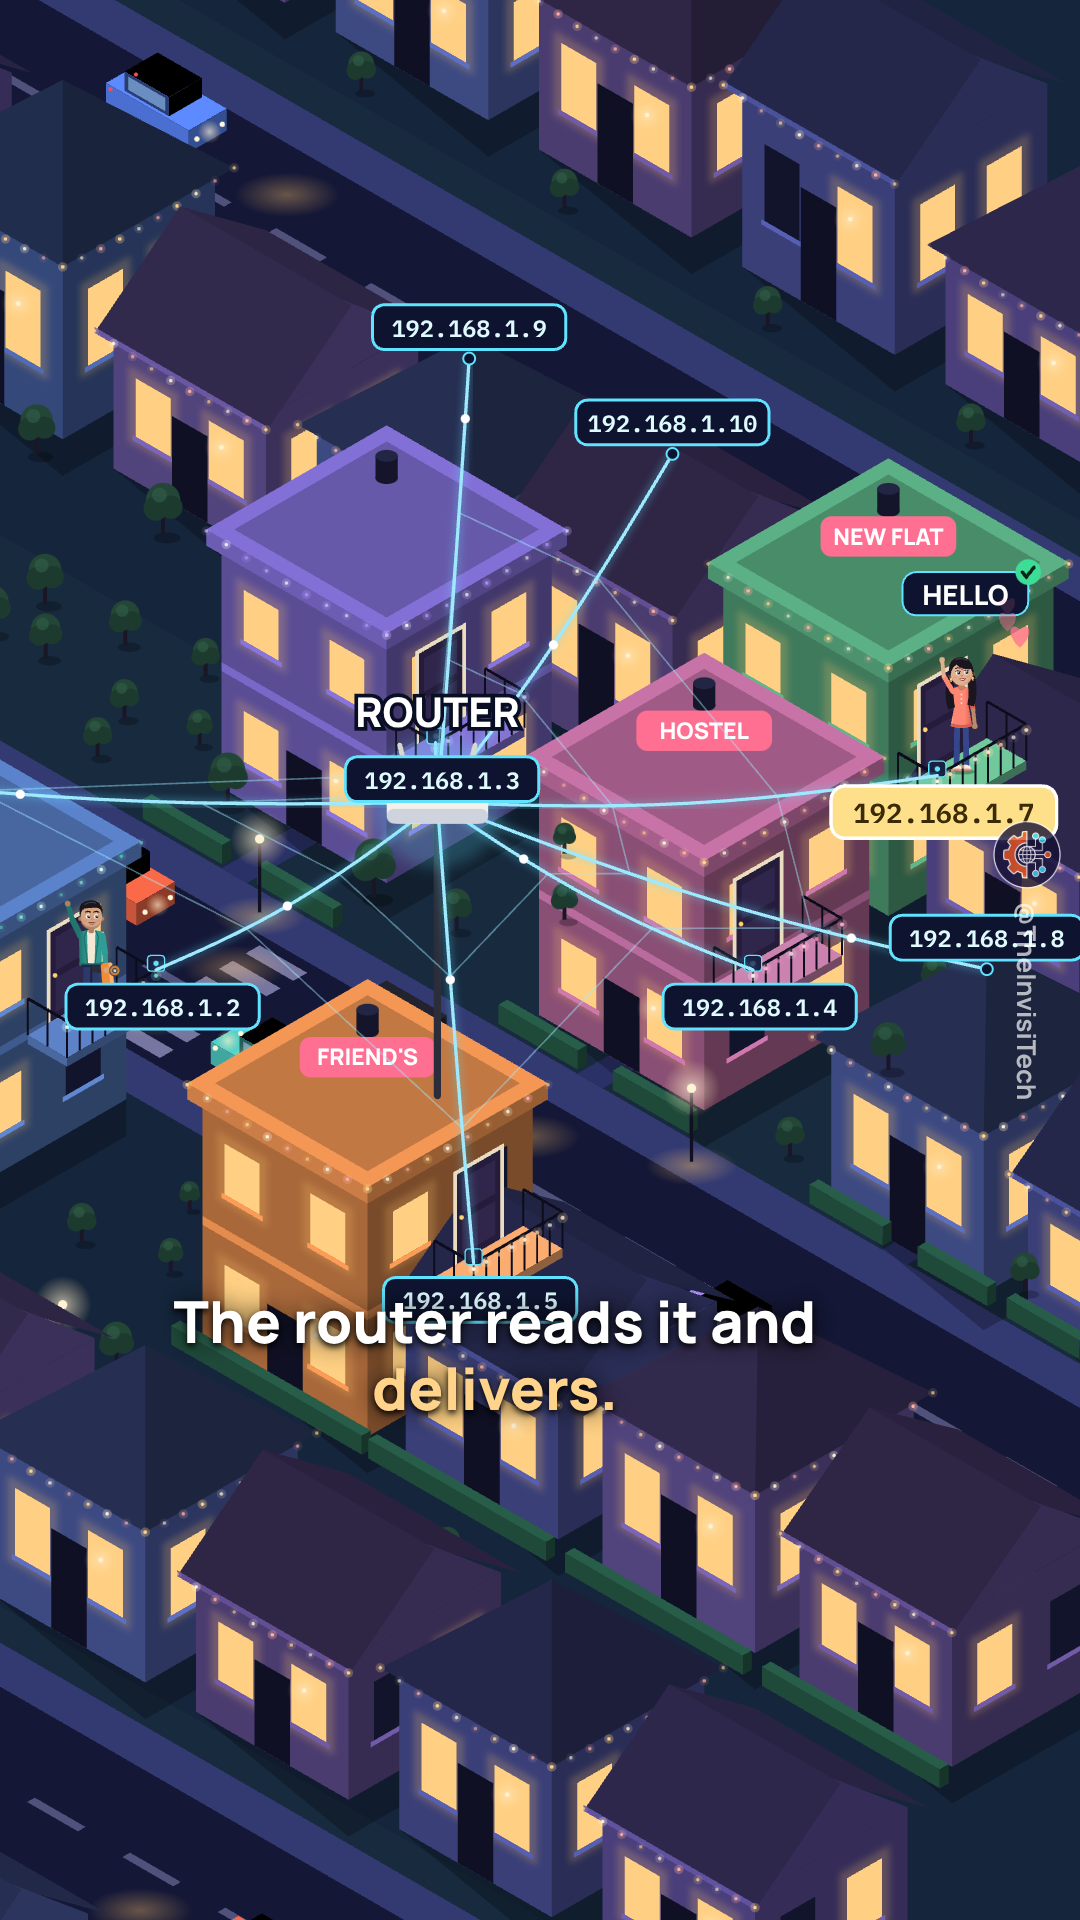 192.168.1.9
192.168.1.10
NEW FLAT
HELLO
ROUTER
HOSTEL
192.168.1.3
192.168.1.7
192.168.1.8
@TheInvisiTech
192.168.1.2
192.168.1.4
FRIEND'S
192.168.1.5
The router reads it and
delivers.